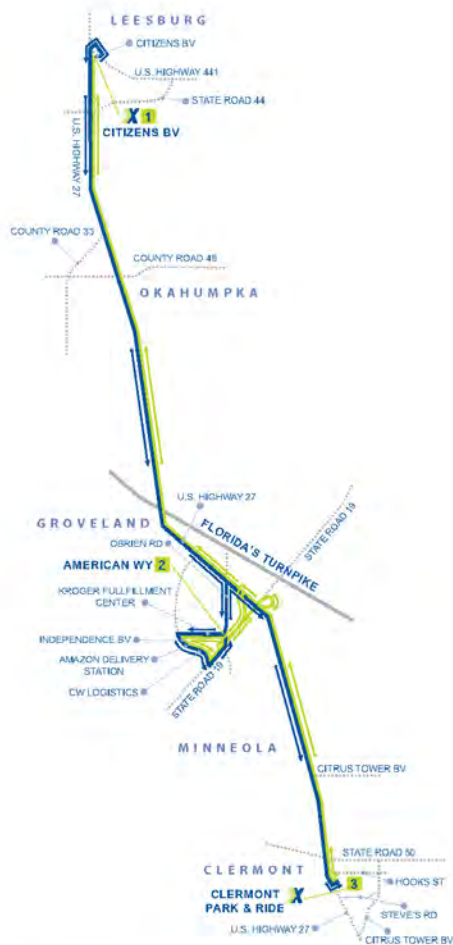 LEESBURG
CITIZENS BV
U.S. HIGHWAY 441
STATE ROAD 44
X 1
CITIZENS BV
U.S. HIGHWAY 27
COUNTY ROAD 33
COUNTY ROAD 48
OKAHUMPKA
U.S. HIGHWAY 27
GROVELAND
FLORIDA'S TURNPIKE
STATE ROAD 19
OBRIEN RD
AMERICAN WY 2
KROGER FULLFILLMENT
CENTER
INDEPENDENCE BV
AMAZON DELIVERY
STATION
CW LOGISTICS
STATE ROAD 19
MINNEOLA
CITRUS TOWER BV
STATE ROAD 50
CLERMONT
CLERMONT X 3
PARK & RIDE
HOOKS ST
STEVE'S RD
U.S. HIGHWAY 27
CITRUS TOWER BV